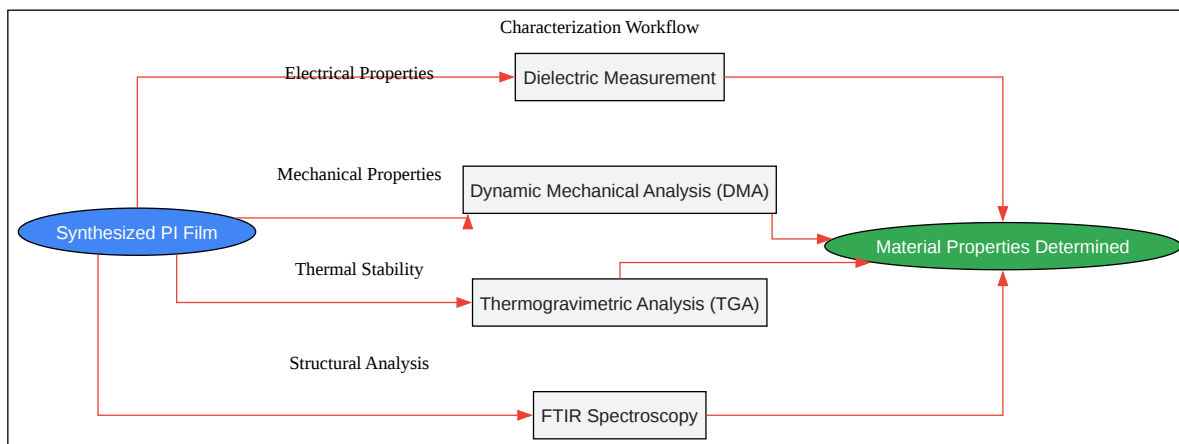 Characterization Workflow
Electrical Properties
Dielectric Measurement
Mechanical Properties
Dynamic Mechanical Analysis (DMA)
Synthesized PI Film
Material Properties Determined
Thermal Stability
Thermogravimetric Analysis (TGA)
Structural Analysis
FTIR Spectroscopy